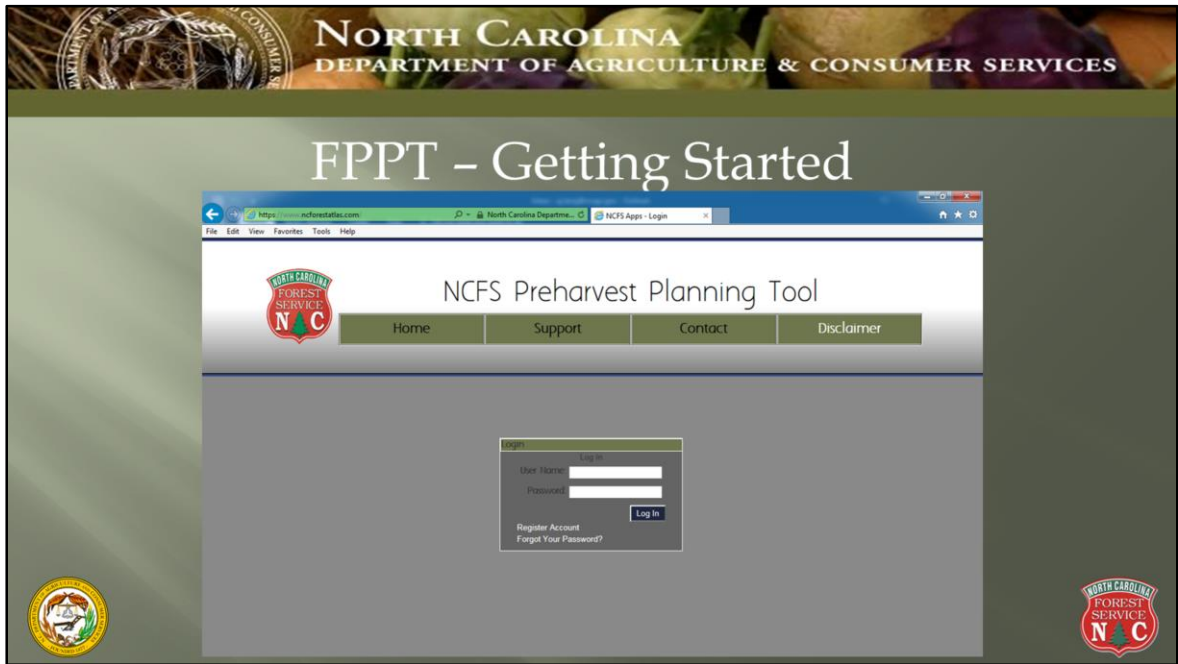 NORTH CAROLINA
DEPARTMENT OF AGRICULTURE & CONSUMER SERVICES
FPPT – Getting Started
https://www.ncforestatlas.com
North Carolina Departme...
NCFS Apps - Login
File Edit View Favorites Tools Help
NORTH CAROLINA
FOREST
SERVICE
N C
NCFS Preharvest Planning Tool
Home Support Contact Disclaimer
Login
Log In
User Name:
Password:
Log In
Register Account
Forgot Your Password?
NORTH CAROLINA
FOREST
SERVICE
N C